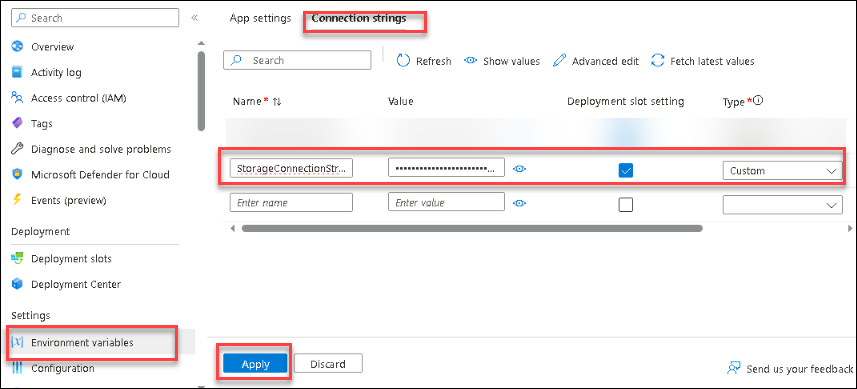 Search
«
Overview
Activity log
Access control (IAM)
Tags
Diagnose and solve problems
Microsoft Defender for Cloud
Events (preview)
Deployment
Deployment slots
Deployment Center
Settings
Environment variables
Configuration
App settings Connection strings
Search Refresh Show values Advanced edit Fetch latest values
Name* ↑↓ Value Deployment slot setting Type*
StorageConnectionStr... ••••••••••••••••••••••... Custom
Enter name Enter value
Apply Discard
Send us your feedback